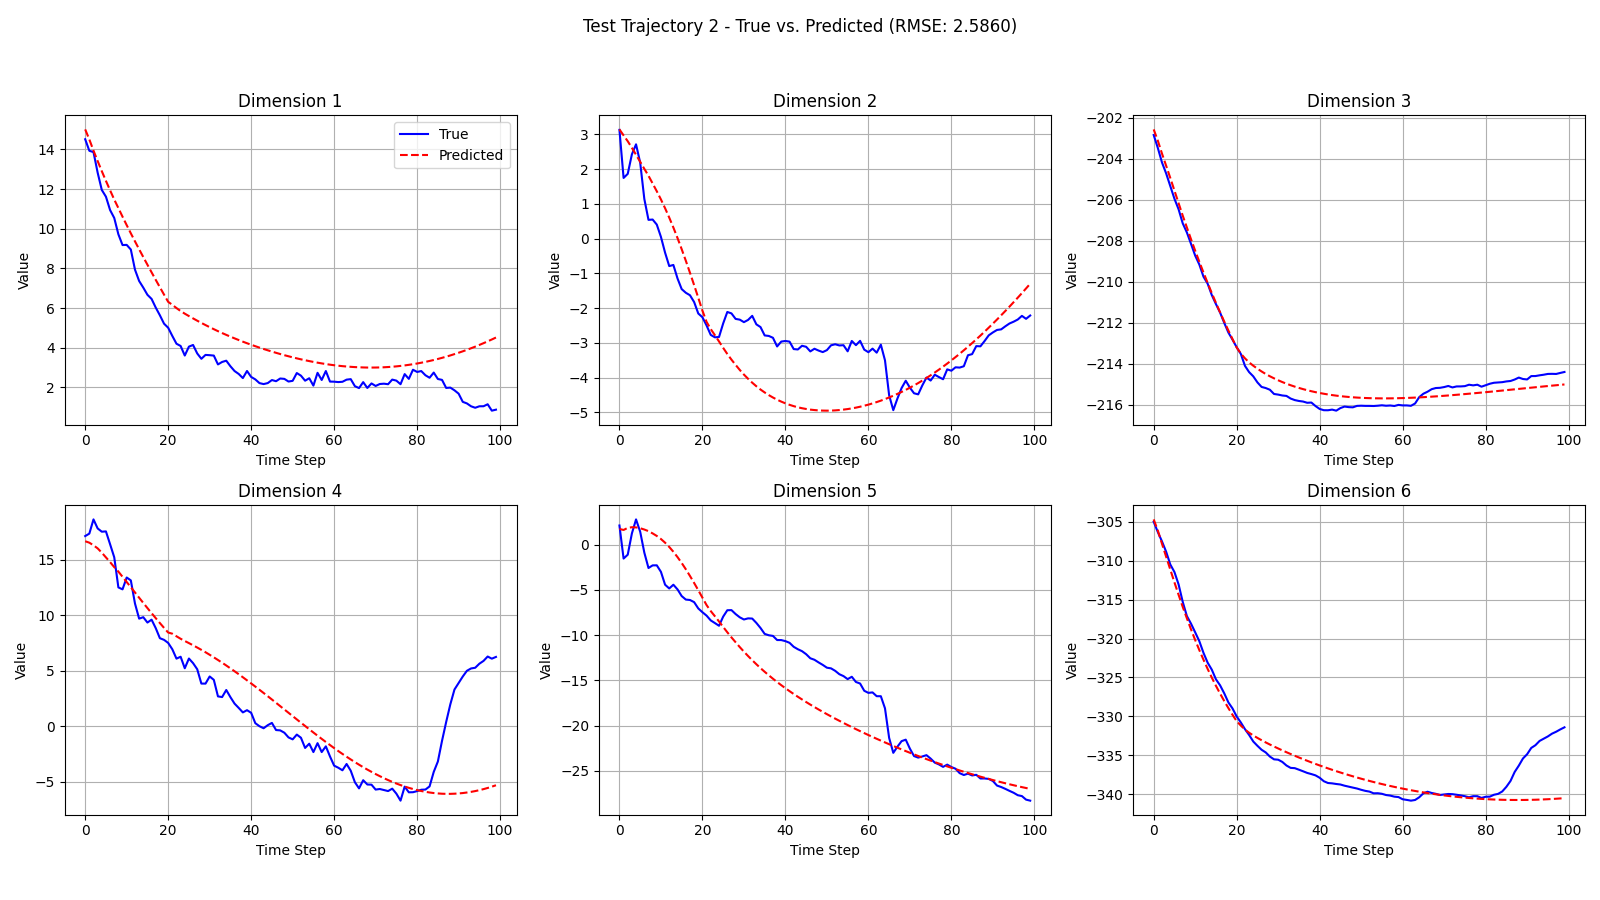 Test Trajectory 2 - True vs. Predicted (RMSE: 2.5860)
Dimension 1
True
Predicted
14
12
10
8
6
4
2
Value
0 20 40 60 80 100
Time Step
Dimension 2
3
2
1
0
−1
−2
−3
−4
−5
Value
0 20 40 60 80 100
Time Step
Dimension 3
−202
−204
−206
−208
−210
−212
−214
−216
Value
0 20 40 60 80 100
Time Step
Dimension 4
15
10
5
0
−5
Value
0 20 40 60 80 100
Time Step
Dimension 5
0
−5
−10
−15
−20
−25
Value
0 20 40 60 80 100
Time Step
Dimension 6
−305
−310
−315
−320
−325
−330
−335
−340
Value
0 20 40 60 80 100
Time Step